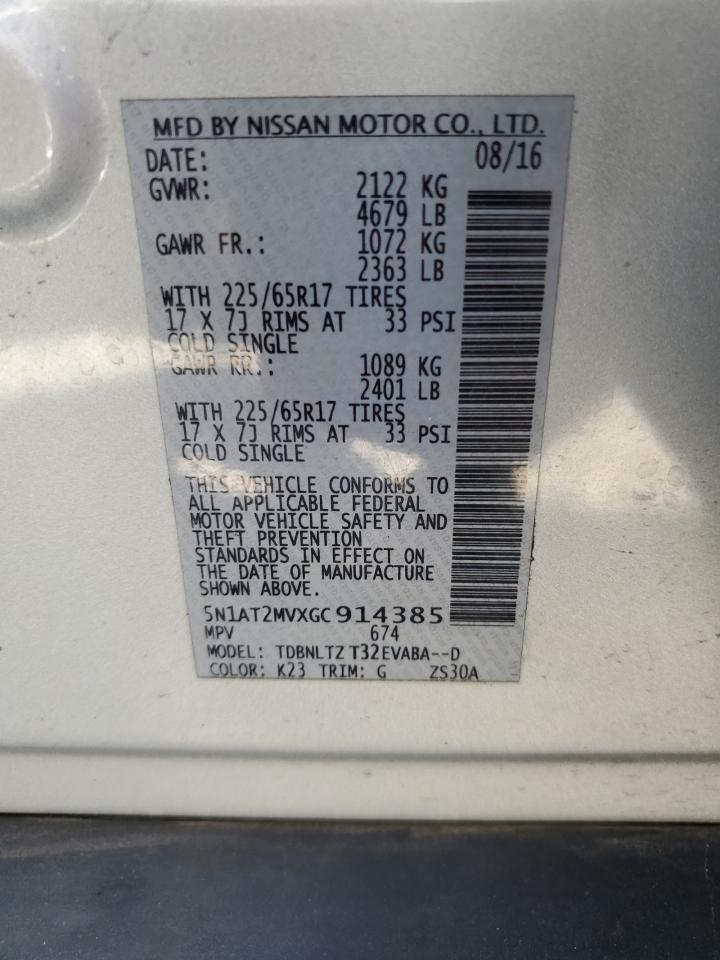 MFD BY NISSAN MOTOR CO., LTD.
DATE: 08/16
GVWR: 2122 KG
4679 LB
GAWR FR.: 1072 KG
2363 LB
WITH 225/65R17 TIRES
17 X 7J RIMS AT 33 PSI
COLD SINGLE
GAWR RR.: 1089 KG
2401 LB
WITH 225/65R17 TIRES
17 X 7J RIMS AT 33 PSI
COLD SINGLE
THIS VEHICLE CONFORMS TO
ALL APPLICABLE FEDERAL
MOTOR VEHICLE SAFETY AND
THEFT PREVENTION
STANDARDS IN EFFECT ON
THE DATE OF MANUFACTURE
SHOWN ABOVE.
5N1AT2MVXGC914385
MPV 674
MODEL: TDBNLTZ T32EVABA--D
COLOR: K23 TRIM: G ZS30A